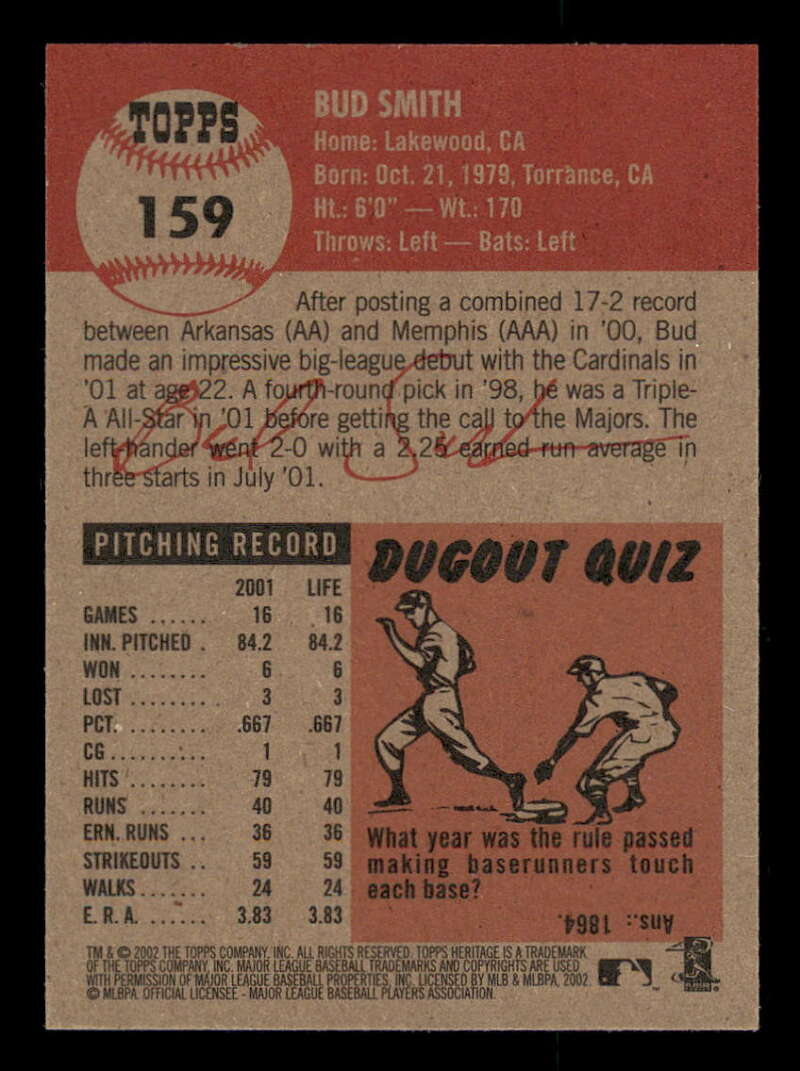 TOPPS
159
BUD SMITH
Home: Lakewood, CA
Born: Oct. 21, 1979, Torrance, CA
Ht.: 6'0" — Wt.: 170
Throws: Left — Bats: Left
After posting a combined 17-2 record
between Arkansas (AA) and Memphis (AAA) in '00, Bud
made an impressive big-league debut with the Cardinals in
'01 at age 22. A fourth-round pick in '98, he was a Triple-
A All-Star in '01 before getting the call to the Majors. The
left-hander went 2-0 with a 2.25 earned run average in
three starts in July '01.
Bud Smith
PITCHING RECORD
2001 LIFE
GAMES ...... 16 16
INN. PITCHED . 84.2 84.2
WON ........ 6 6
LOST ......... 3 3
PCT. ........ .667 .667
CG .......... 1 1
HITS ........ 79 79
RUNS ....... 40 40
ERN. RUNS ... 36 36
STRIKEOUTS .. 59 59
WALKS ....... 24 24
E. R. A. ...... 3.83 3.83
DUGOUT QUIZ
What year was the rule passed
making baserunners touch
each base?
Ans.: 1864.
TM & © 2002 THE TOPPS COMPANY, INC. ALL RIGHTS RESERVED. TOPPS HERITAGE IS A TRADEMARK
OF THE TOPPS COMPANY, INC. MAJOR LEAGUE BASEBALL TRADEMARKS AND COPYRIGHTS ARE USED
WITH PERMISSION OF MAJOR LEAGUE BASEBALL PROPERTIES, INC. LICENSED BY MLB & MLBPA, 2002.
© MLBPA. OFFICIAL LICENSEE - MAJOR LEAGUE BASEBALL PLAYERS ASSOCIATION.